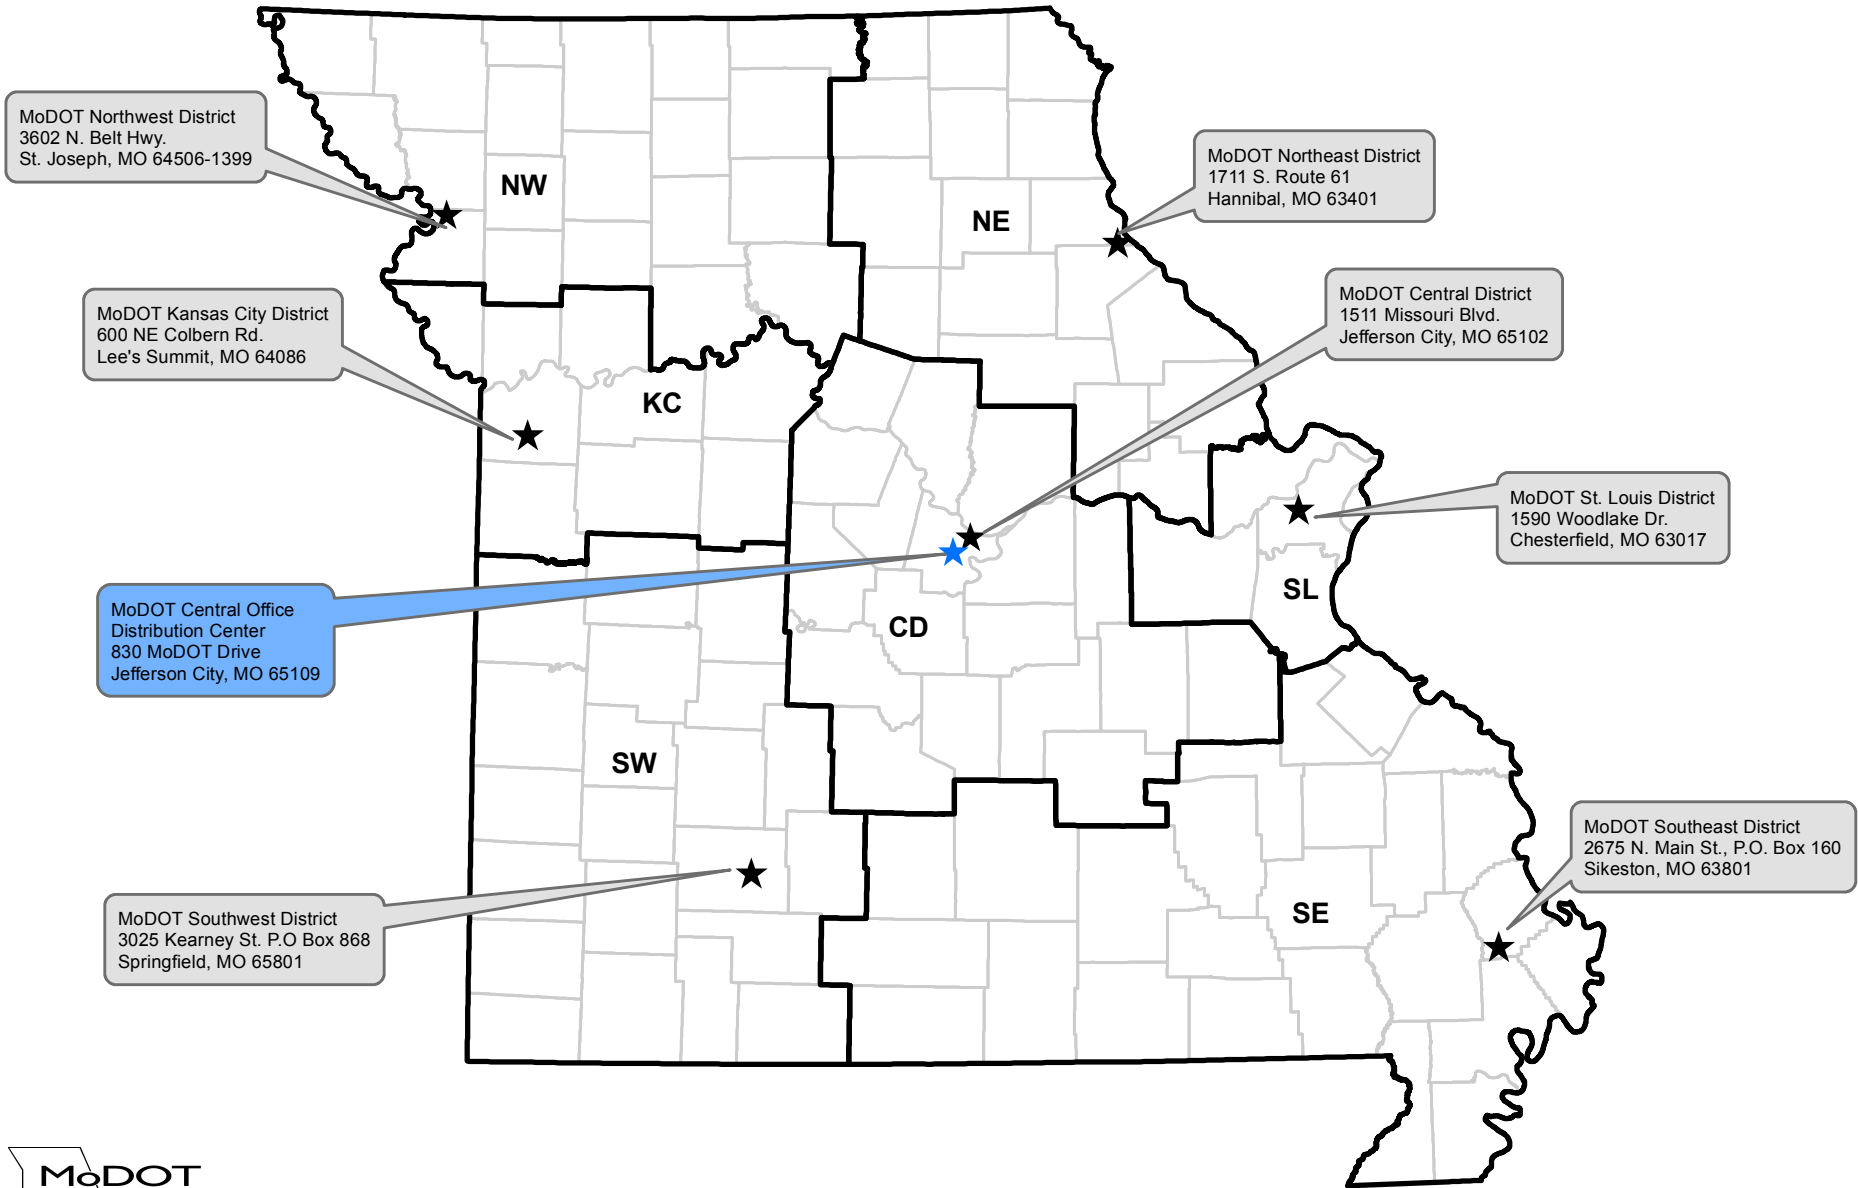 MoDOT Northwest District
3602 N. Belt Hwy.
St. Joseph, MO 64506-1399
NW
MoDOT Northeast District
1711 S. Route 61
Hannibal, MO 63401
NE
MoDOT Kansas City District
600 NE Colbern Rd.
Lee's Summit, MO 64086
KC
MoDOT Central District
1511 Missouri Blvd.
Jefferson City, MO 65102
MoDOT St. Louis District
1590 Woodlake Dr.
Chesterfield, MO 63017
SL
MoDOT Central Office
Distribution Center
830 MoDOT Drive
Jefferson City, MO 65109
CD
SW
MoDOT Southeast District
2675 N. Main St., P.O. Box 160
Sikeston, MO 63801
SE
MoDOT Southwest District
3025 Kearney St. P.O Box 868
Springfield, MO 65801
MoDOT